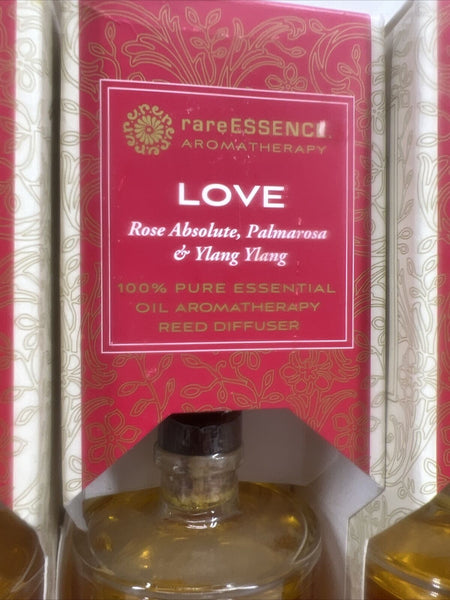 rareESSENCE
AROMATHERAPY
LOVE
Rose Absolute, Palmarosa
& Ylang Ylang
100% PURE ESSENTIAL
OIL AROMATHERAPY
REED DIFFUSER